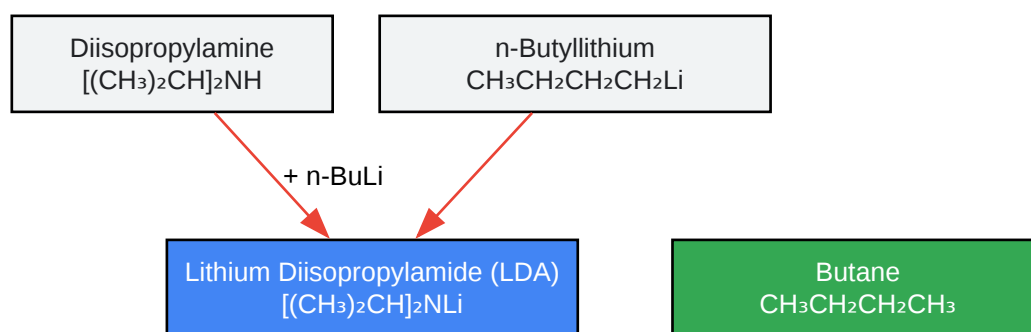 Diisopropylamine
[(CH₃)₂CH]₂NH
n-Butyllithium
CH₃CH₂CH₂CH₂Li
+ n-BuLi
Lithium Diisopropylamide (LDA)
[(CH₃)₂CH]₂NLi
Butane
CH₃CH₂CH₂CH₃